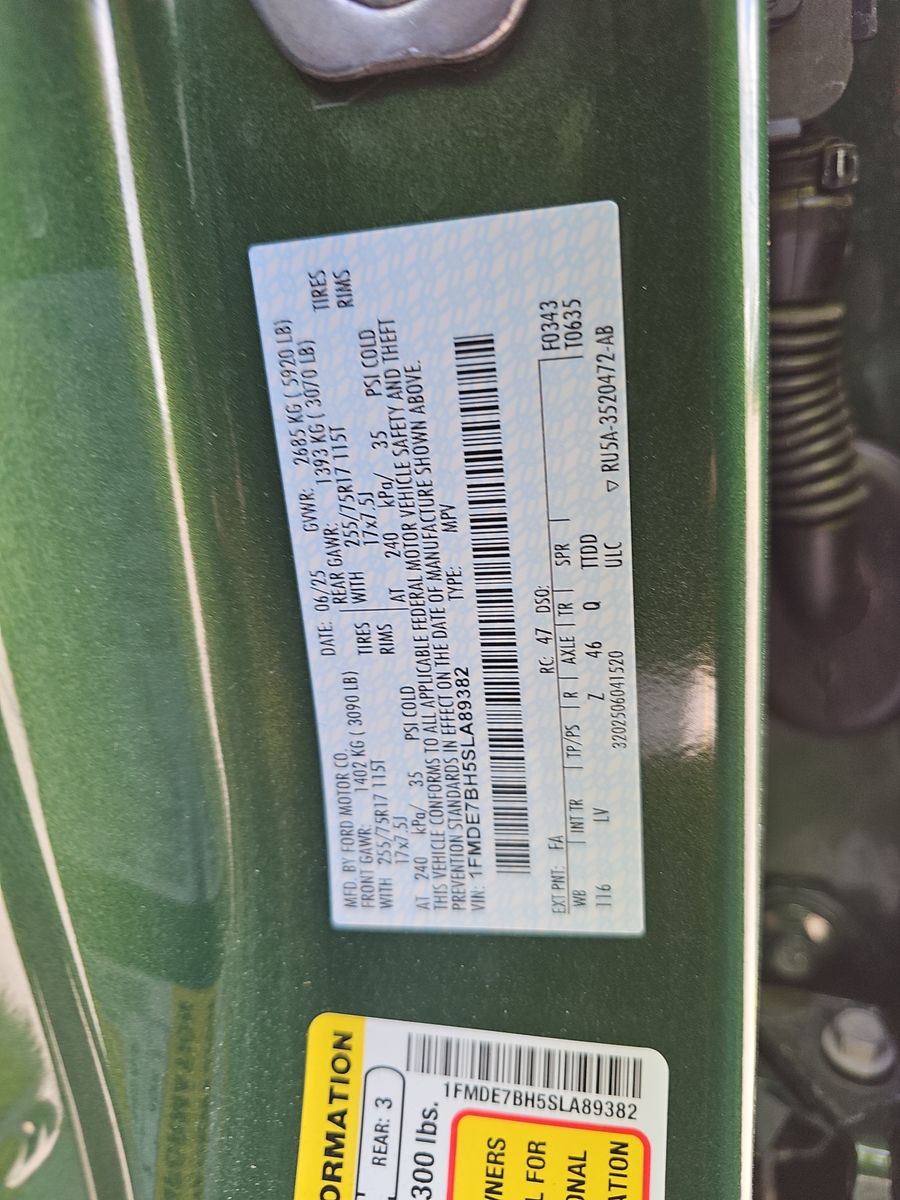 MFD. BY FORD MOTOR CO. DATE: 06/25 GVWR: 2685 KG ( 5920 LB)
FRONT GAWR: 1402 KG ( 3090 LB) REAR GAWR: 1393 KG ( 3070 LB)
WITH 255/75R17 115T TIRES WITH 255/75R17 115T TIRES
17x7.5J RIMS 17x7.5J RIMS
AT 240 kPa/ 35 PSI COLD AT 240 kPa/ 35 PSI COLD
THIS VEHICLE CONFORMS TO ALL APPLICABLE FEDERAL MOTOR VEHICLE SAFETY AND THEFT
PREVENTION STANDARDS IN EFFECT ON THE DATE OF MANUFACTURE SHOWN ABOVE.
VIN: 1FMDE7BH5SLA89382 TYPE: MPV
EXT PNT: FA RC: 47 DSO: F0343
WB INT TR TP/PS R AXLE TR SPR T0635
116 LV Z 46 Q TTDD
3202506041520 ULC ▽ RU5A-3520472-AB
ORMATION
REAR: 3
300 lbs.
1FMDE7BH5SLA89382
WNERS
L FOR
ONAL
ATION